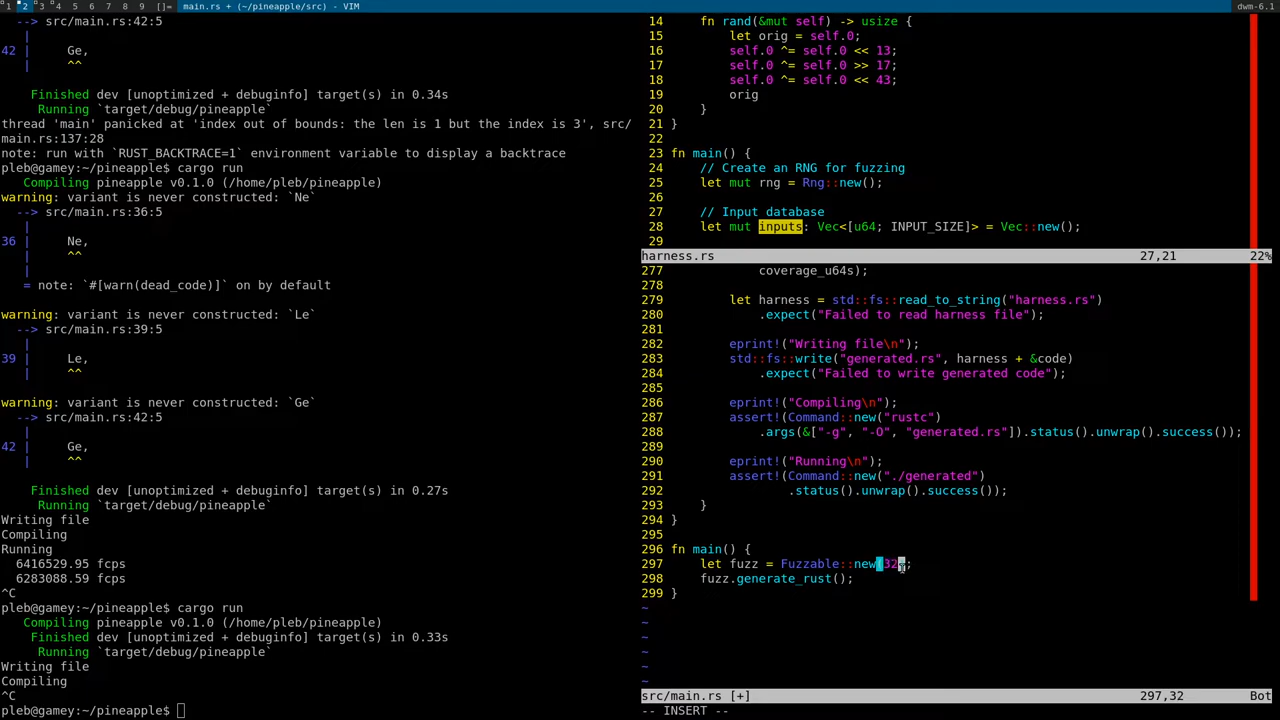 1 2 3 4 5 6 7 8 9 []= main.rs + (~/pineapple/src) - VIM dwm-6.1
--> src/main.rs:42:5
|
42 | Ge,
| ^^
Finished dev [unoptimized + debuginfo] target(s) in 0.34s
Running `target/debug/pineapple`
thread 'main' panicked at 'index out of bounds: the len is 1 but the index is 3', src/
main.rs:137:28
note: run with `RUST_BACKTRACE=1` environment variable to display a backtrace
pleb@gamey:~/pineapple$ cargo run
Compiling pineapple v0.1.0 (/home/pleb/pineapple)
warning: variant is never constructed: `Ne`
--> src/main.rs:36:5
|
36 | Ne,
| ^^
|
= note: `#[warn(dead_code)]` on by default
warning: variant is never constructed: `Le`
--> src/main.rs:39:5
|
39 | Le,
| ^^
warning: variant is never constructed: `Ge`
--> src/main.rs:42:5
|
42 | Ge,
| ^^
Finished dev [unoptimized + debuginfo] target(s) in 0.27s
Running `target/debug/pineapple`
Writing file
Compiling
Running
6416529.95 fcps
6283088.59 fcps
^C
pleb@gamey:~/pineapple$ cargo run
Compiling pineapple v0.1.0 (/home/pleb/pineapple)
Finished dev [unoptimized + debuginfo] target(s) in 0.33s
Running `target/debug/pineapple`
Writing file
Compiling
^C
pleb@gamey:~/pineapple$
14 fn rand(&mut self) -> usize {
15 let orig = self.0;
16 self.0 ^= self.0 << 13;
17 self.0 ^= self.0 >> 17;
18 self.0 ^= self.0 << 43;
19 orig
20 }
21 }
22
23 fn main() {
24 // Create an RNG for fuzzing
25 let mut rng = Rng::new();
26
27 // Input database
28 let mut inputs: Vec<[u64; INPUT_SIZE]> = Vec::new();
29
harness.rs 27,21 22%
277 coverage_u64s);
278
279 let harness = std::fs::read_to_string("harness.rs")
280 .expect("Failed to read harness file");
281
282 eprint!("Writing file\n");
283 std::fs::write("generated.rs", harness + &code)
284 .expect("Failed to write generated code");
285
286 eprint!("Compiling\n");
287 assert!(Command::new("rustc")
288 .args(&["-g", "-O", "generated.rs"]).status().unwrap().success());
289
290 eprint!("Running\n");
291 assert!(Command::new("./generated")
292 .status().unwrap().success());
293 }
294 }
295
296 fn main() {
297 let fuzz = Fuzzable::new(32);
298 fuzz.generate_rust();
299 }
~
~
~
~
~
~
src/main.rs [+] 297,32 Bot
-- INSERT --